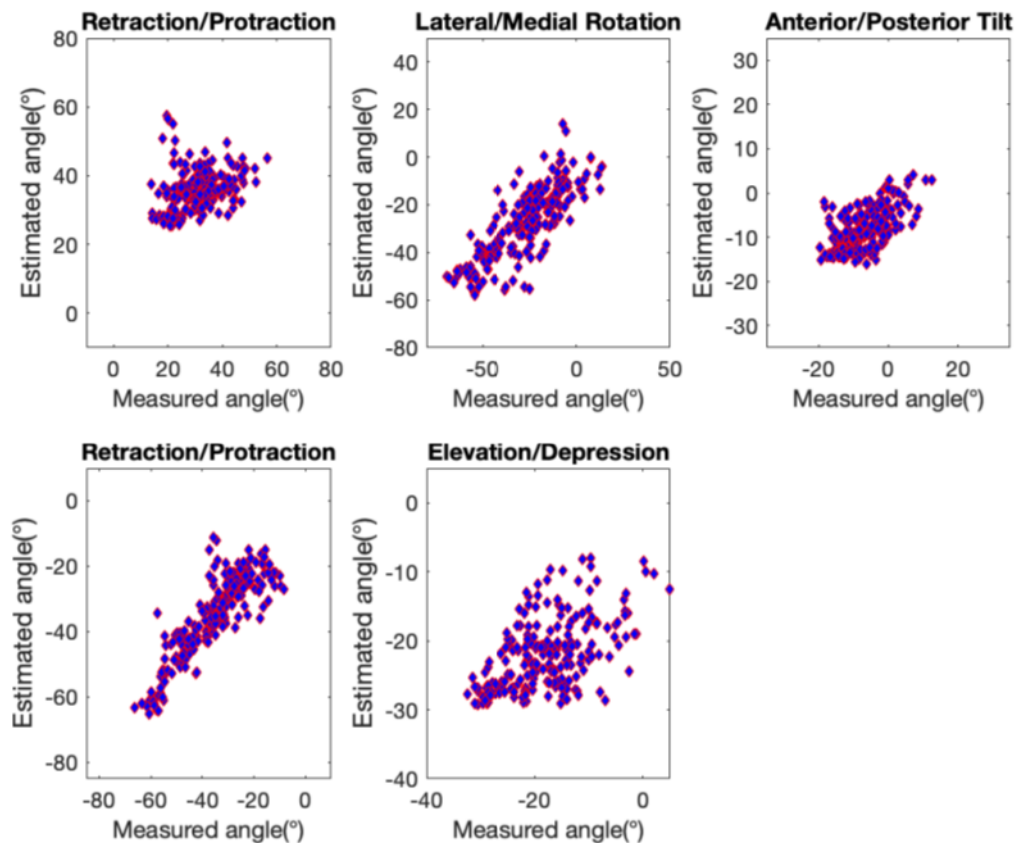 Retraction/Protraction
80
60
40
20
0
Estimated angle(°)
0 20 40 60 80
Measured angle(°)
Lateral/Medial Rotation
40
20
0
-20
-40
-60
-80
Estimated angle(°)
-50 0 50
Measured angle(°)
Anterior/Posterior Tilt
30
20
10
0
-10
-20
-30
Estimated angle(°)
-20 0 20
Measured angle(°)
Retraction/Protraction
0
-20
-40
-60
-80
Estimated angle(°)
-80 -60 -40 -20 0
Measured angle(°)
Elevation/Depression
0
-10
-20
-30
-40
Estimated angle(°)
-40 -20 0
Measured angle(°)